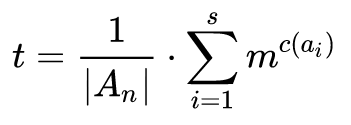 t = \frac{1}{|A_n|} \cdot \sum_{i=1}^{s} m^{c(a_i)}